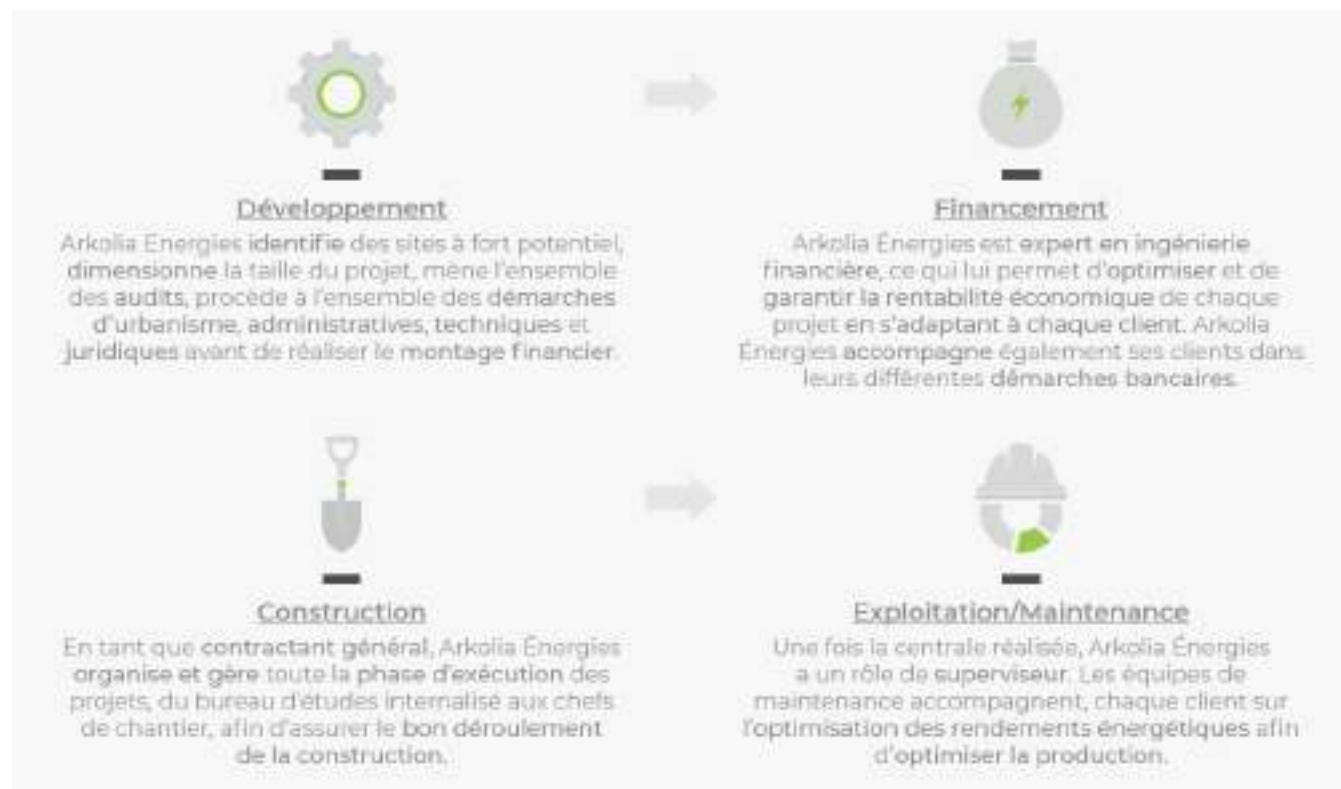 Développement
Arkolia Energies identifie des sites à fort potentiel,
dimensionne la taille du projet, mène l'ensemble
des audits, procède à l'ensemble des démarches
d'urbanisme, administratives, techniques et
juridiques avant de réaliser le montage financier.
Financement
Arkolia Énergies est expert en ingénierie
financière, ce qui lui permet d'optimiser et de
garantir la rentabilité économique de chaque
projet en s'adaptant à chaque client. Arkolia
Énergies accompagne également ses clients dans
leurs différentes démarches bancaires.
Construction
En tant que contractant général, Arkolia Énergies
organise et gère toute la phase d'exécution des
projets, du bureau d'études internalisé aux chefs
de chantier, afin d'assurer le bon déroulement
de la construction.
Exploitation/Maintenance
Une fois la centrale réalisée, Arkolia Énergies
a un rôle de superviseur. Les équipes de
maintenance accompagnent, chaque client sur
l'optimisation des rendements énergétiques afin
d'optimiser la production.